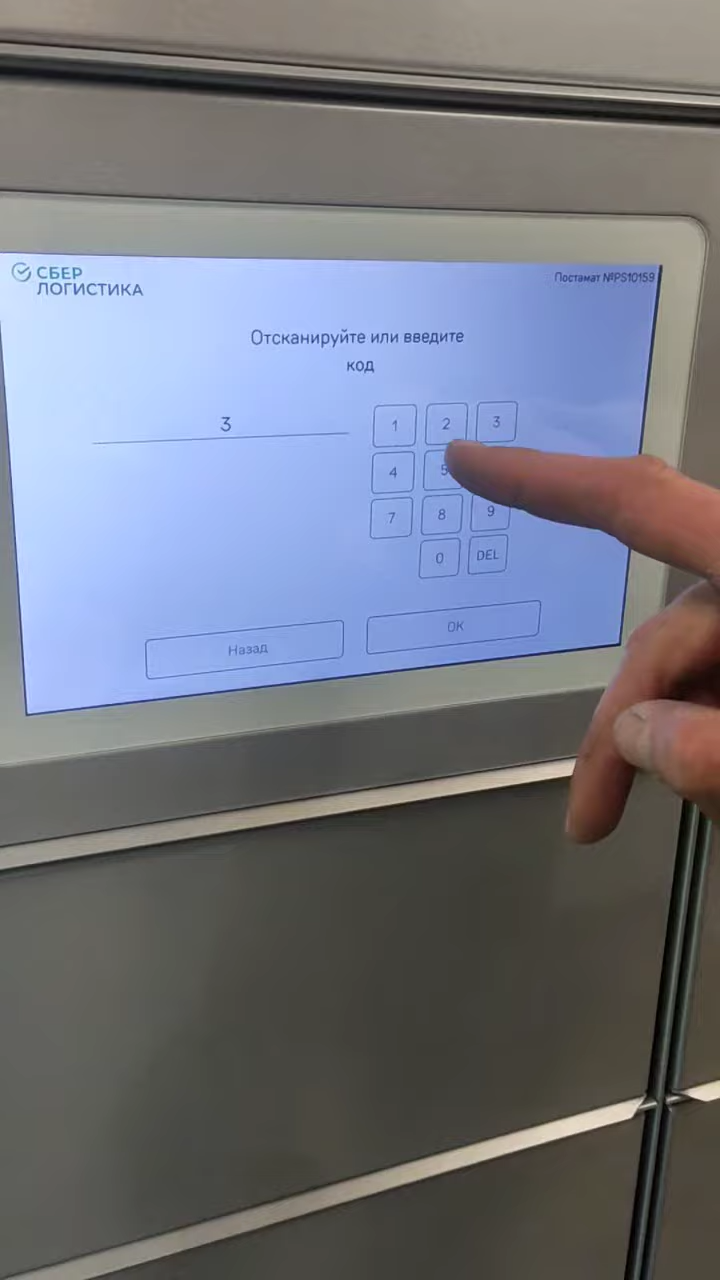 СБЕР
ЛОГИСТИКА
Постамат №PS10159
Отсканируйте или введите
код
3
1 2 3
4 5
7 8 9
0 DEL
Назад
OK